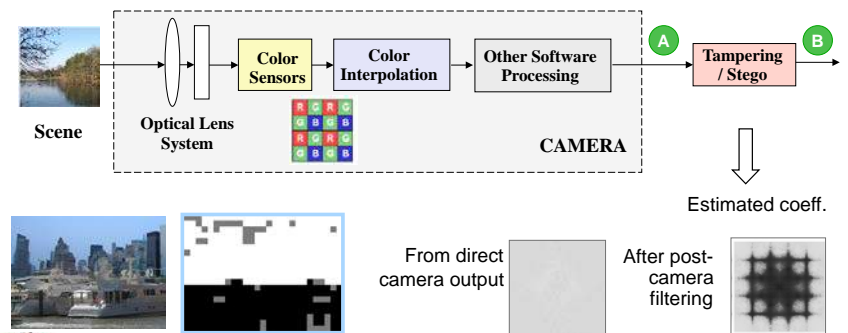 Scene
Optical Lens
System
Color
Sensors
R G R G
G B G B
R G R G
G B G B
Color
Interpolation
Other Software
Processing
CAMERA
A
Tampering
/ Stego
B
Estimated coeff.
From direct
camera output
After post-
camera
filtering